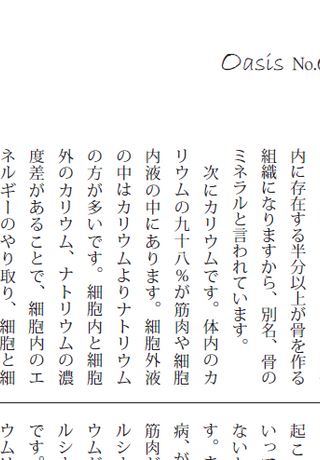 Oasis No.
内に存在する半分以上が骨を作る
組織になりますから、別名、骨の
ミネラルと言われています。
次にカリウムです。体内のカ
リウムの九十八％が筋肉や細胞
内液の中にあります。細胞外液
の中はカリウムよりナトリウム
の方が多いです。細胞内と細胞
外のカリウム、ナトリウムの濃
度差があることで、細胞内のエ
ネルギーのやり取り、細胞と細
起こ
いっ
ない
す。
病、
筋肉
ルシ
ウム
ルシ
です。
ウム